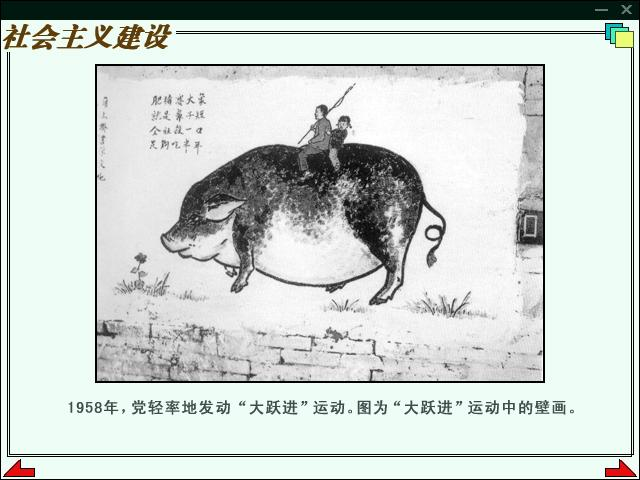 社会主义建设
肥猪赛大象
就是鼻子短
全社殺一口
足夠吃半年
1958年，党轻率地发动“大跃进”运动。图为“大跃进”运动中的壁画。